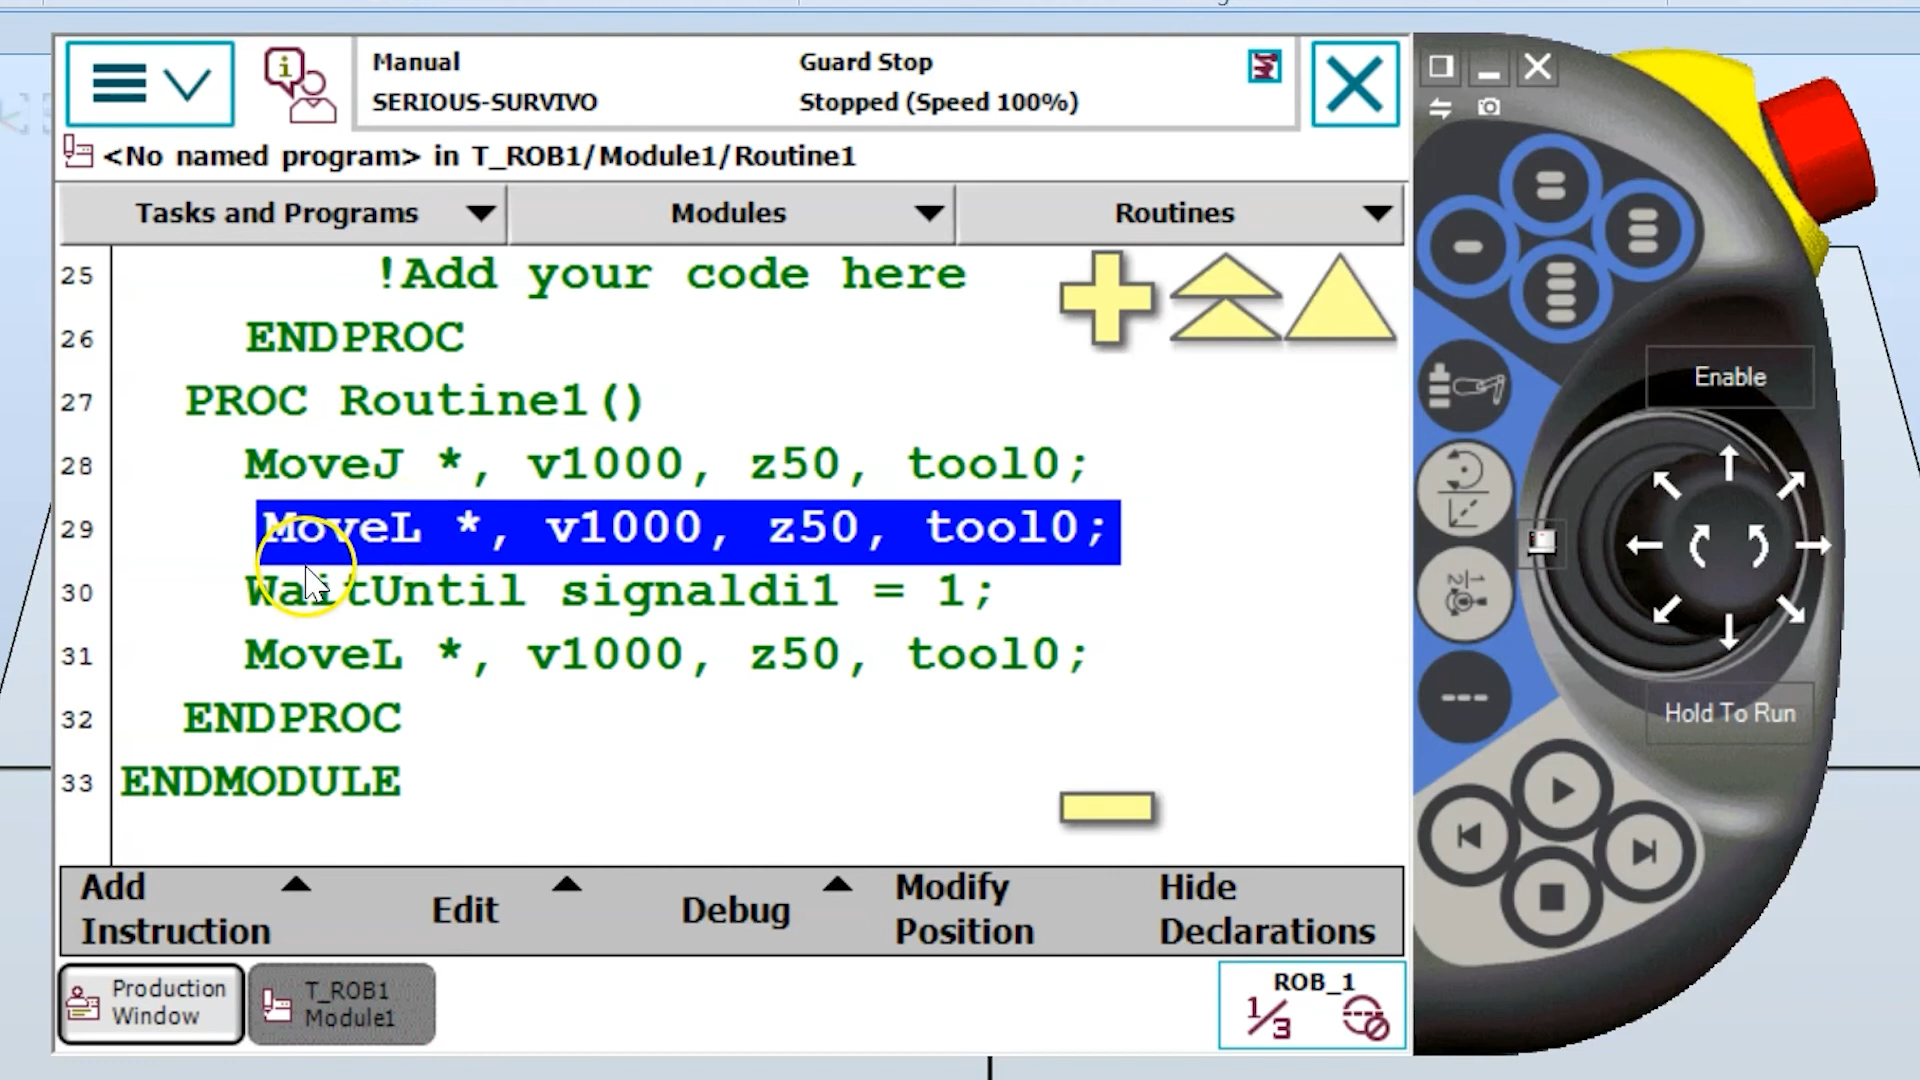 Manual
Guard Stop
SERIOUS-SURVIVO
Stopped (Speed 100%)
<No named program> in T_ROB1/Module1/Routine1
Tasks and Programs
Modules
Routines
25 !Add your code here
26 ENDPROC
27 PROC Routine1()
28 MoveJ *, v1000, z50, tool0;
29 MoveL *, v1000, z50, tool0;
30 WaitUntil signaldi1 = 1;
31 MoveL *, v1000, z50, tool0;
32 ENDPROC
33 ENDMODULE
Add
Instruction
Edit
Debug
Modify
Position
Hide
Declarations
Production
Window
T_ROB1
Module1
ROB_1
1/3
Enable
Hold To Run